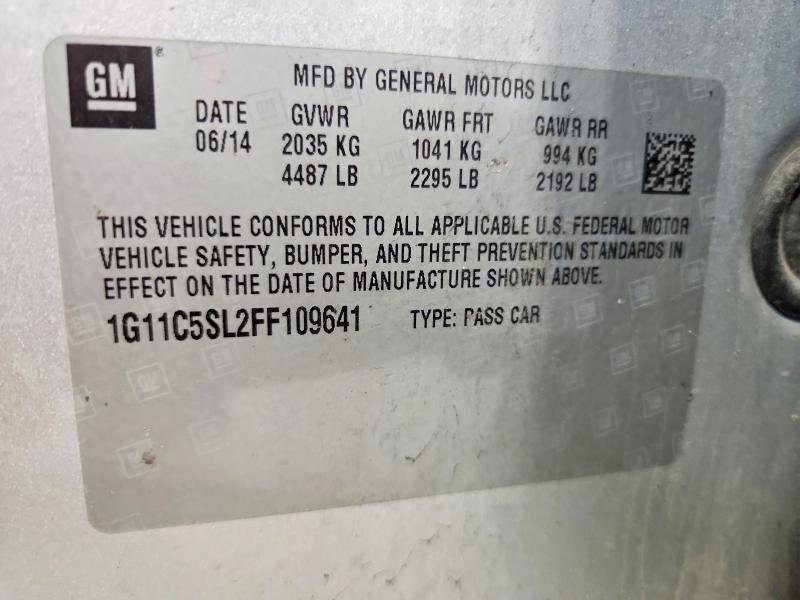 GM®
MFD BY GENERAL MOTORS LLC
DATE GVWR GAWR FRT GAWR RR
06/14 2035 KG 1041 KG 994 KG
4487 LB 2295 LB 2192 LB
THIS VEHICLE CONFORMS TO ALL APPLICABLE U.S. FEDERAL MOTOR
VEHICLE SAFETY, BUMPER, AND THEFT PREVENTION STANDARDS IN
EFFECT ON THE DATE OF MANUFACTURE SHOWN ABOVE.
1G11C5SL2FF109641 TYPE: PASS CAR